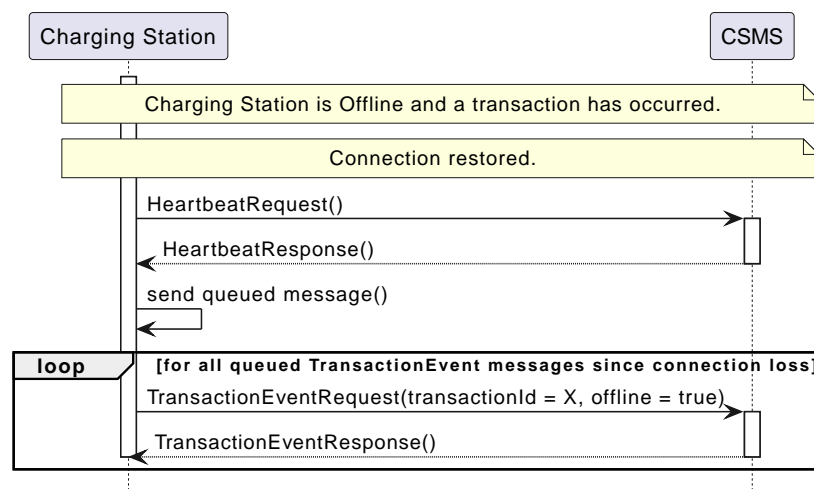 Charging Station
CSMS
Charging Station is Offline and a transaction has occurred.
Connection restored.
HeartbeatRequest()
HeartbeatResponse()
send queued message()
loop
[for all queued TransactionEvent messages since connection loss]
TransactionEventRequest(transactionId = X, offline = true)
TransactionEventResponse()